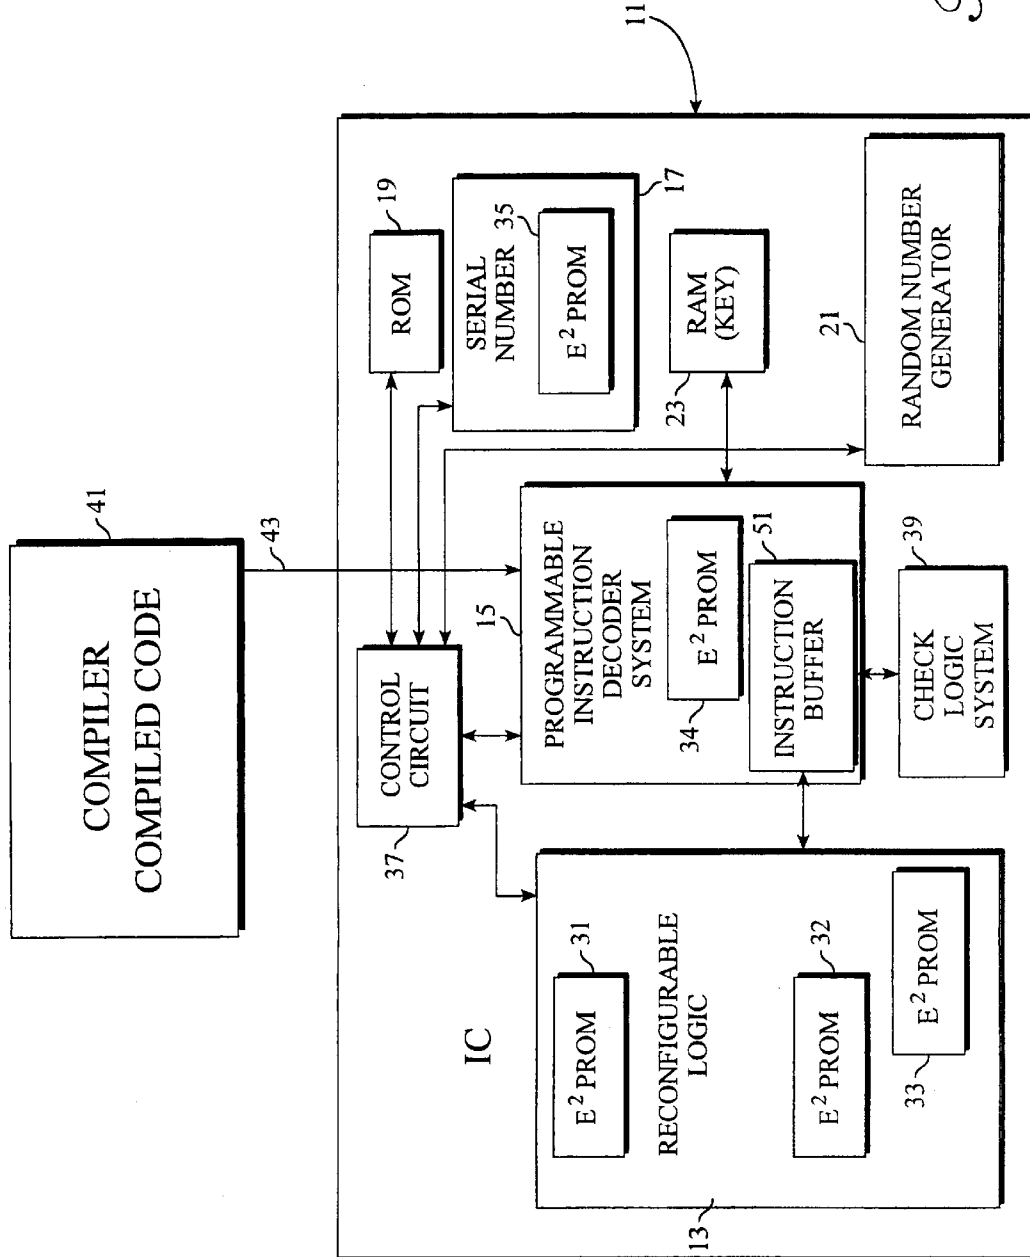 COMPILER
COMPILED CODE
41
43
11
IC
CONTROL
CIRCUIT
37
ROM
19
SERIAL
NUMBER
35
E² PROM
17
RECONFIGURABLE
LOGIC
E² PROM
31
E² PROM
32
E² PROM
33
13
PROGRAMMABLE
INSTRUCTION
DECODER
SYSTEM
15
E² PROM
34
INSTRUCTION
BUFFER
51
RAM
(KEY)
23
CHECK
LOGIC
SYSTEM
39
RANDOM NUMBER
GENERATOR
21